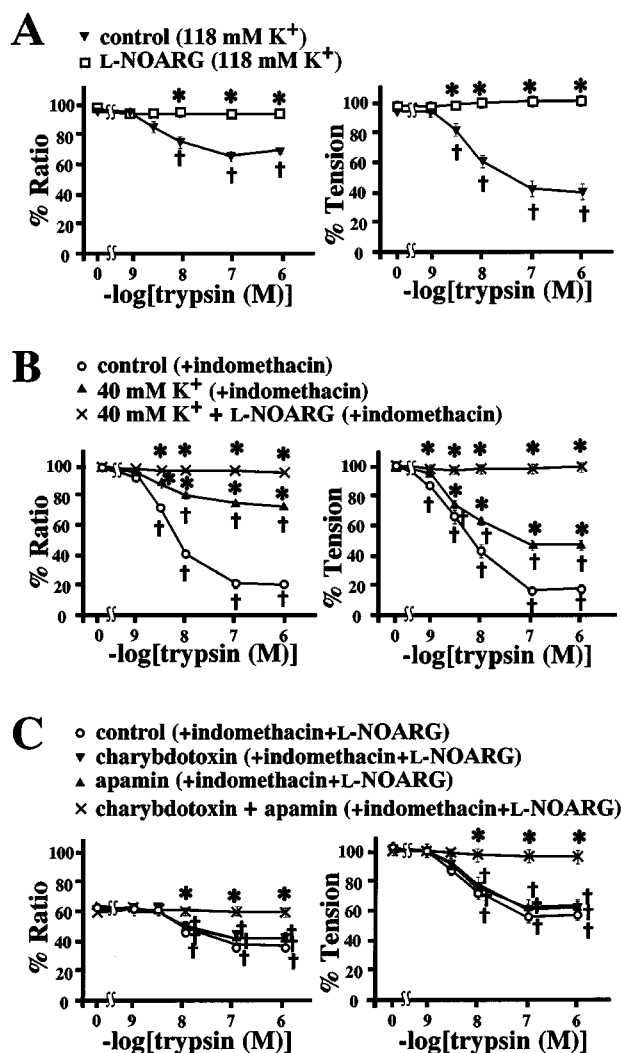 A
▼ control (118 mM K+)
□ L-NOARG (118 mM K+)
% Ratio
100
80
60
40
20
0
0 9 8 7 6
-log[trypsin (M)]
* * *
† † †
% Tension
100
80
60
40
20
0
0 9 8 7 6
-log[trypsin (M)]
* * * *
† † † †
B
○ control (+indomethacin)
▲ 40 mM K+ (+indomethacin)
× 40 mM K+ + L-NOARG (+indomethacin)
% Ratio
100
80
60
40
20
0
0 9 8 7 6
-log[trypsin (M)]
* * * *
* * * *
† † †
† † † †
% Tension
100
80
60
40
20
0
0 9 8 7 6
-log[trypsin (M)]
* * * * *
* * * *
† † † †
† † † †
C
○ control (+indomethacin+L-NOARG)
▼ charybdotoxin (+indomethacin+L-NOARG)
▲ apamin (+indomethacin+L-NOARG)
× charybdotoxin + apamin (+indomethacin+L-NOARG)
% Ratio
100
80
60
40
20
0
0 9 8 7 6
-log[trypsin (M)]
* * *
† † †
† † †
† † †
% Tension
100
80
60
40
20
0
0 9 8 7 6
-log[trypsin (M)]
* * *
† † †
† † †
† † †